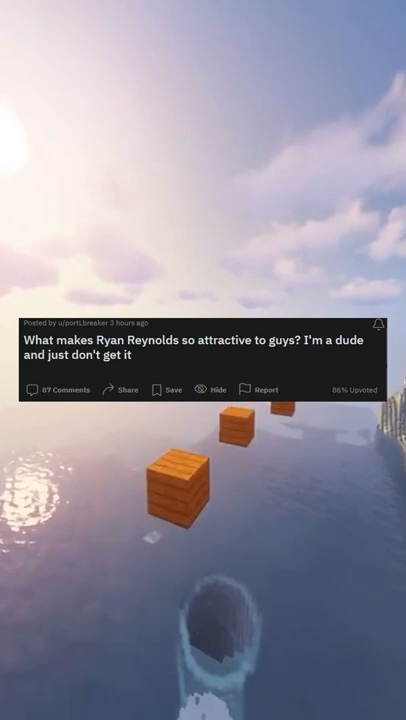 Posted by u/portLbreaker 3 hours ago
What makes Ryan Reynolds so attractive to guys? I'm a dude
and just don't get it
87 Comments Share Save Hide Report 86% Upvoted